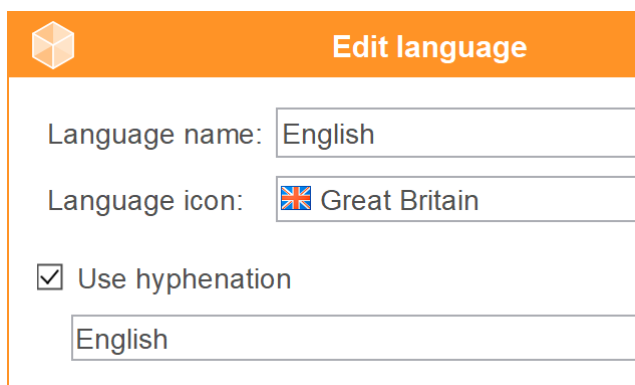 Edit language
Language name: English
Language icon: Great Britain
Use hyphenation
English